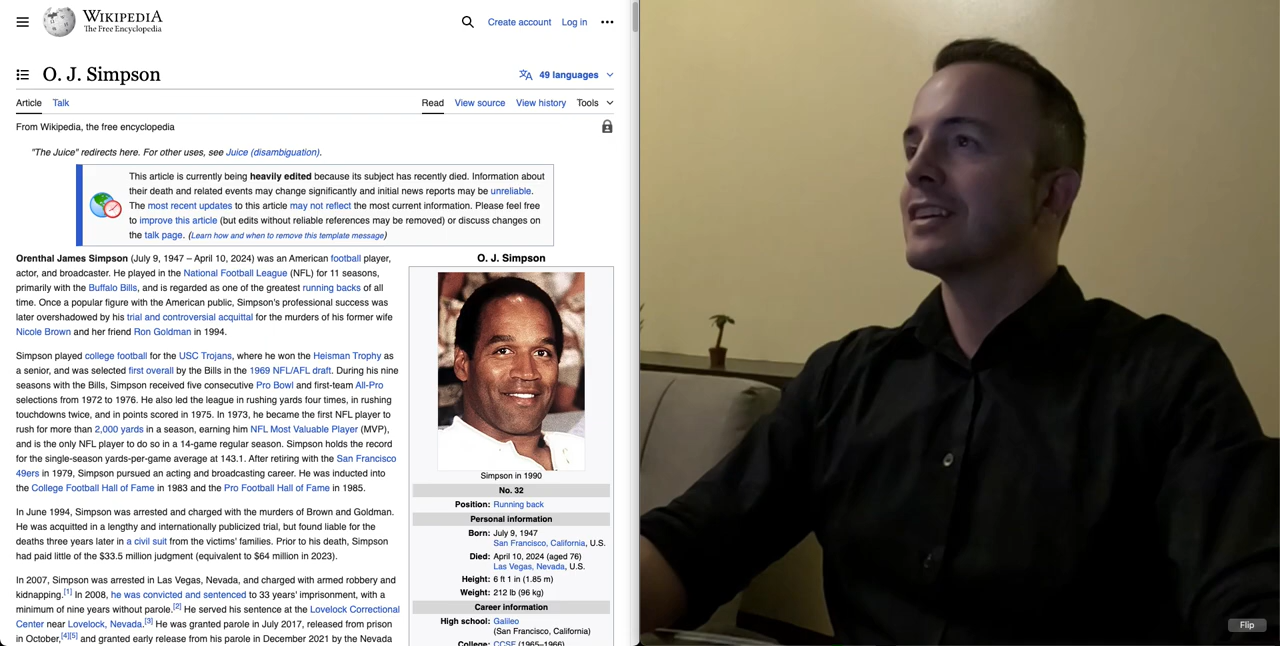 WIKIPEDIA
The Free Encyclopedia
Create account Log in
O. J. Simpson
49 languages
Article Talk Read View source View history Tools
From Wikipedia, the free encyclopedia
"The Juice" redirects here. For other uses, see Juice (disambiguation).
This article is currently being heavily edited because its subject has recently died. Information about
their death and related events may change significantly and initial news reports may be unreliable.
The most recent updates to this article may not reflect the most current information. Please feel free
to improve this article (but edits without reliable references may be removed) or discuss changes on
the talk page. (Learn how and when to remove this template message)
Orenthal James Simpson (July 9, 1947 – April 10, 2024) was an American football player,
actor, and broadcaster. He played in the National Football League (NFL) for 11 seasons,
primarily with the Buffalo Bills, and is regarded as one of the greatest running backs of all
time. Once a popular figure with the American public, Simpson's professional success was
later overshadowed by his trial and controversial acquittal for the murders of his former wife
Nicole Brown and her friend Ron Goldman in 1994.
Simpson played college football for the USC Trojans, where he won the Heisman Trophy as
a senior, and was selected first overall by the Bills in the 1969 NFL/AFL draft. During his nine
seasons with the Bills, Simpson received five consecutive Pro Bowl and first-team All-Pro
selections from 1972 to 1976. He also led the league in rushing yards four times, in rushing
touchdowns twice, and in points scored in 1975. In 1973, he became the first NFL player to
rush for more than 2,000 yards in a season, earning him NFL Most Valuable Player (MVP),
and is the only NFL player to do so in a 14-game regular season. Simpson holds the record
for the single-season yards-per-game average at 143.1. After retiring with the San Francisco
49ers in 1979, Simpson pursued an acting and broadcasting career. He was inducted into
the College Football Hall of Fame in 1983 and the Pro Football Hall of Fame in 1985.
In June 1994, Simpson was arrested and charged with the murders of Brown and Goldman.
He was acquitted in a lengthy and internationally publicized trial, but found liable for the
deaths three years later in a civil suit from the victims' families. Prior to his death, Simpson
had paid little of the $33.5 million judgment (equivalent to $64 million in 2023).
In 2007, Simpson was arrested in Las Vegas, Nevada, and charged with armed robbery and
kidnapping.[1] In 2008, he was convicted and sentenced to 33 years' imprisonment, with a
minimum of nine years without parole.[2] He served his sentence at the Lovelock Correctional
Center near Lovelock, Nevada.[3] He was granted parole in July 2017, released from prison
in October,[4][5] and granted early release from his parole in December 2021 by the Nevada
O. J. Simpson
Simpson in 1990
No. 32
Position: Running back
Personal information
Born: July 9, 1947
San Francisco, California, U.S.
Died: April 10, 2024 (aged 76)
Las Vegas, Nevada, U.S.
Height: 6 ft 1 in (1.85 m)
Weight: 212 lb (96 kg)
Career information
High school: Galileo
(San Francisco, California)
College: CCSF (1965–1966)
Flip